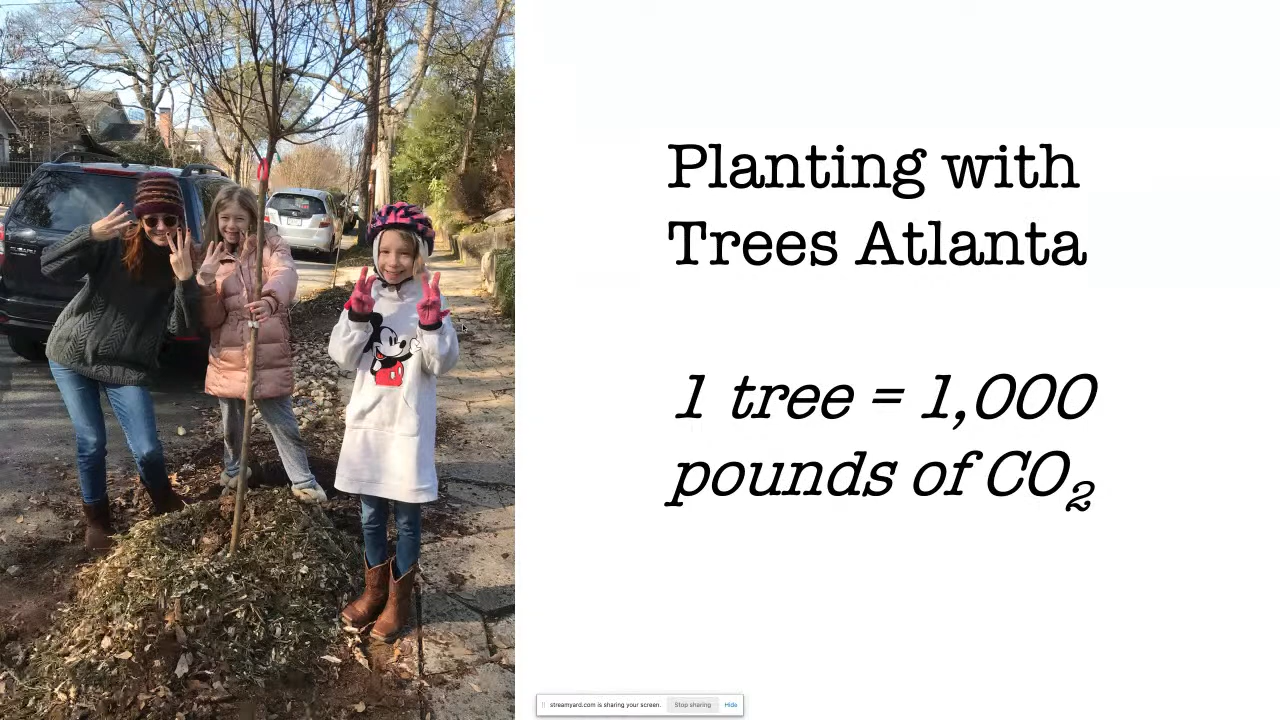 Planting with
Trees Atlanta
1 tree = 1,000
pounds of CO₂
streamyard.com is sharing your screen. Stop sharing Hide